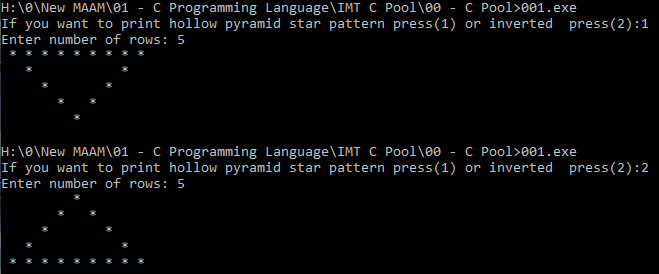 H:\0\New MAAM\01 - C Programming Language\IMT C Pool\00 - C Pool>001.exe
If you want to print hollow pyramid star pattern press(1) or inverted  press(2):1
Enter number of rows: 5
 * * * * * * * * *
   *           *
     *       *
       *   *
         *
H:\0\New MAAM\01 - C Programming Language\IMT C Pool\00 - C Pool>001.exe
If you want to print hollow pyramid star pattern press(1) or inverted  press(2):2
Enter number of rows: 5
         *
       *   *
     *       *
   *           *
 * * * * * * * * *